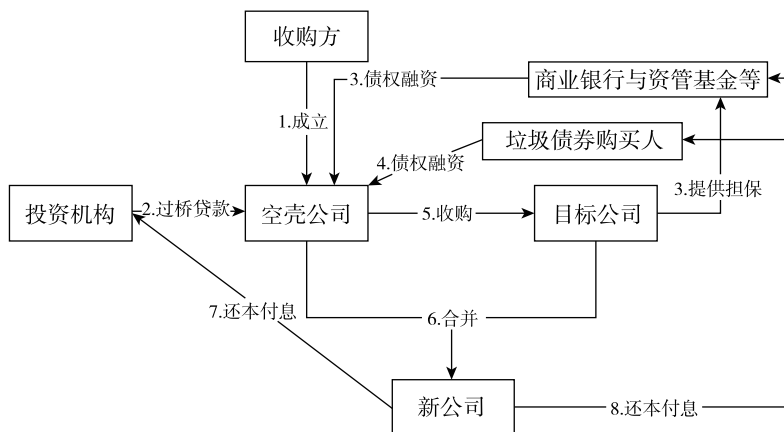 收购方
3.债权融资
商业银行与资管基金等
1.成立
垃圾债券购买人
4.债权融资
3.提供担保
投资机构
2.过桥贷款
空壳公司
5.收购
目标公司
7.还本付息
6.合并
新公司
8.还本付息